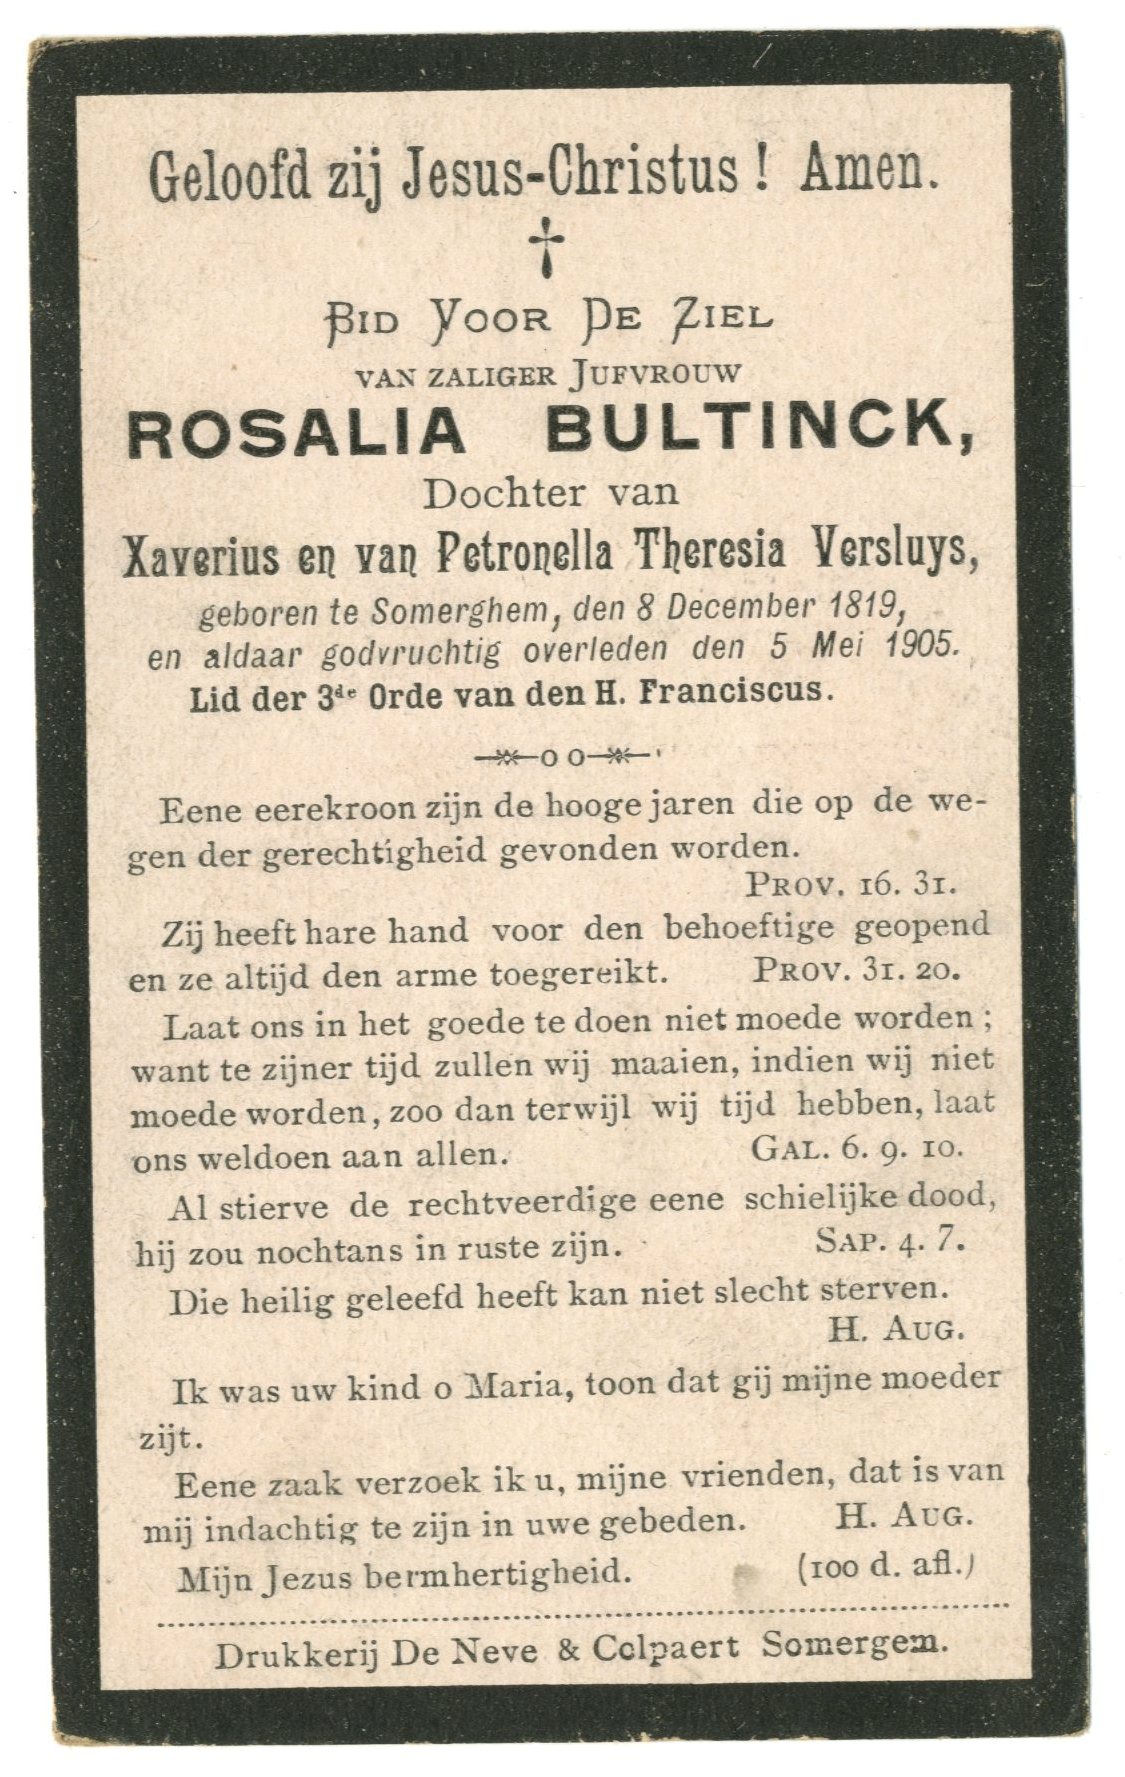 Geloofd zij Jesus-Christus ! Amen.
Bid Voor De Ziel
van zaliger Jufvrouw
ROSALIA BULTINCK,
Dochter van
Xaverius en van Petronella Theresia Versluys,
geboren te Somerghem, den 8 December 1819,
en aldaar godvruchtig overleden den 5 Mei 1905.
Lid der 3de Orde van den H. Franciscus.
Eene eerekroon zijn de hooge jaren die op de we-
gen der gerechtigheid gevonden worden.
Prov. 16. 31.
Zij heeft hare hand voor den behoeftige geopend
en ze altijd den arme toegereikt. Prov. 31. 20.
Laat ons in het goede te doen niet moede worden ;
want te zijner tijd zullen wij maaien, indien wij niet
moede worden, zoo dan terwijl wij tijd hebben, laat
ons weldoen aan allen. Gal. 6. 9. 10.
Al stierve de rechtveerdige eene schielijke dood,
hij zou nochtans in ruste zijn. Sap. 4. 7.
Die heilig geleefd heeft kan niet slecht sterven.
H. Aug.
Ik was uw kind o Maria, toon dat gij mijne moeder
zijt.
Eene zaak verzoek ik u, mijne vrienden, dat is van
mij indachtig te zijn in uwe gebeden. H. Aug.
Mijn Jezus bermhertigheid. (100 d. afl.)
Drukkerij De Neve & Colpaert Somergem.